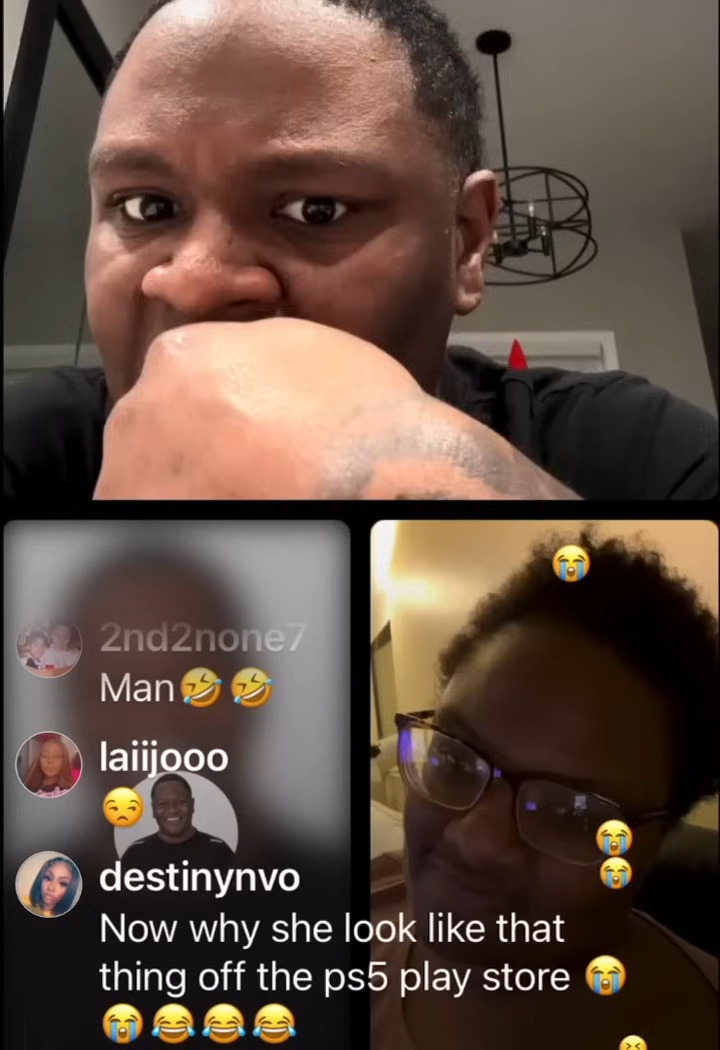 2nd2none7
Man🤣🤣
laiijooo
😒
destinynvo
Now why she look like that
thing off the ps5 play store 😭
😭😂😂😂